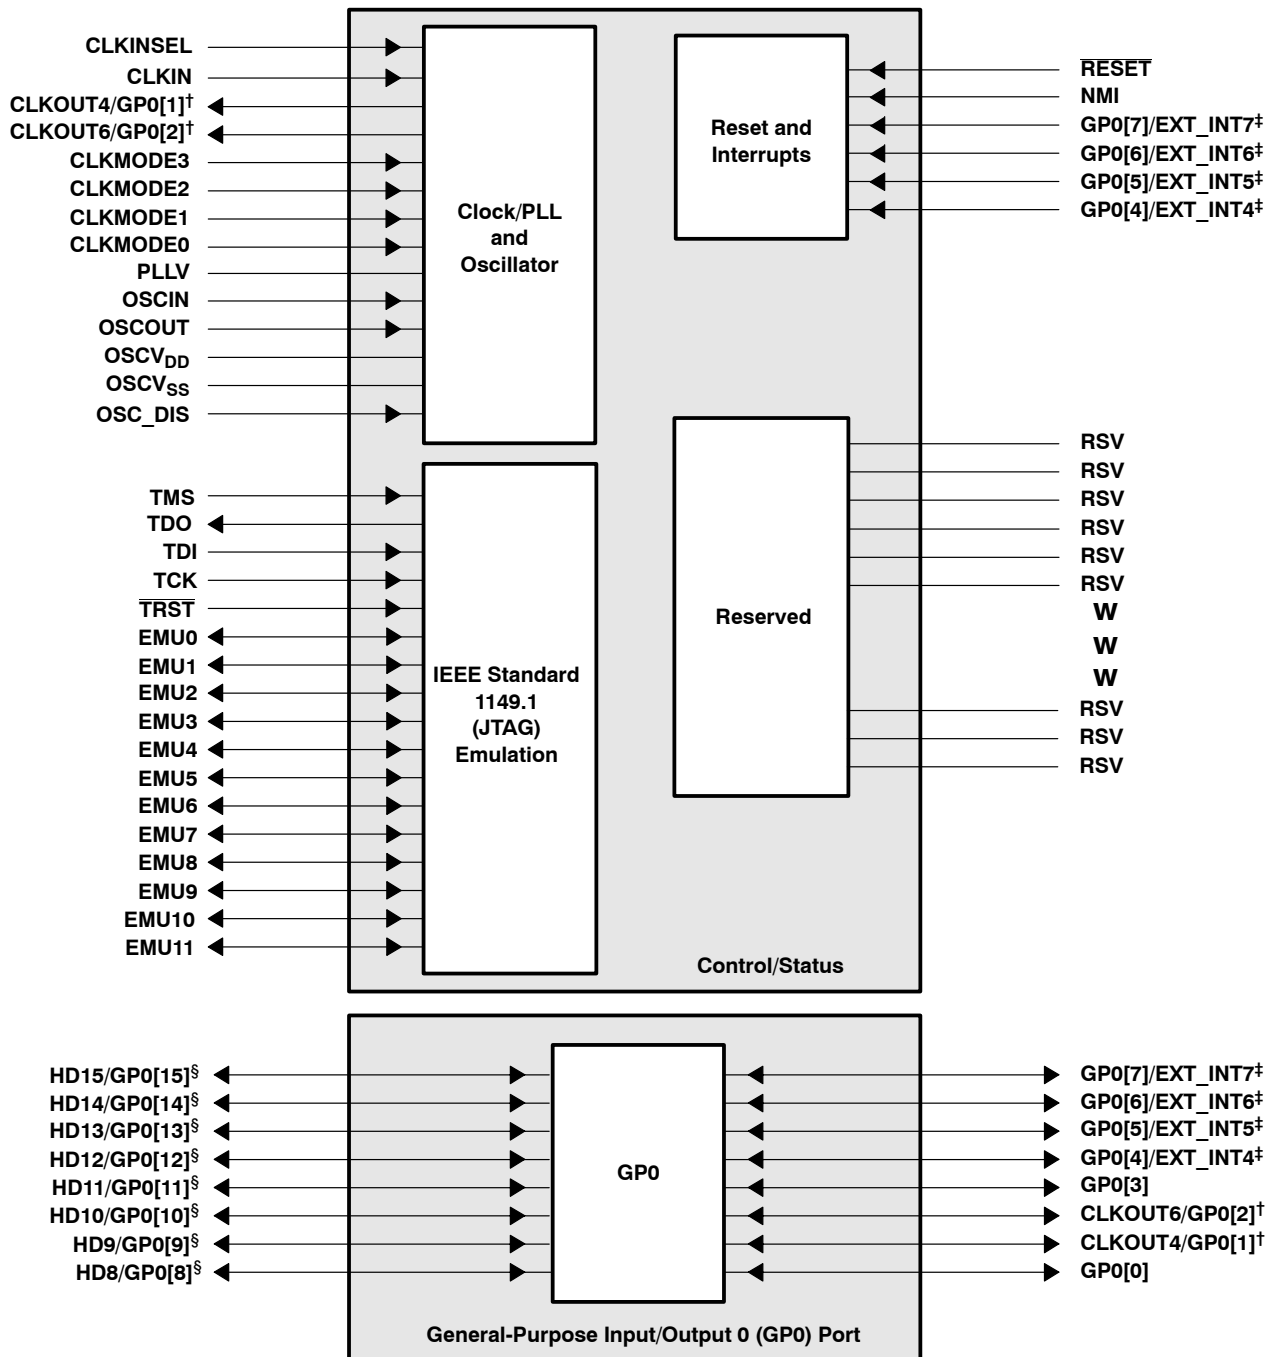 CLKINSEL
CLKIN
CLKOUT4/GP0[1]†
CLKOUT6/GP0[2]†
CLKMODE3
CLKMODE2
CLKMODE1
CLKMODE0
PLLV
OSCIN
OSCOUT
OSCVDD
OSCVSS
OSC_DIS
Clock/PLL
and
Oscillator
Reset and
Interrupts
RESET
NMI
GP0[7]/EXT_INT7‡
GP0[6]/EXT_INT6‡
GP0[5]/EXT_INT5‡
GP0[4]/EXT_INT4‡
TMS
TDO
TDI
TCK
TRST
EMU0
EMU1
EMU2
EMU3
EMU4
EMU5
EMU6
EMU7
EMU8
EMU9
EMU10
EMU11
IEEE Standard
1149.1
(JTAG)
Emulation
Reserved
RSV
RSV
RSV
RSV
RSV
RSV
W
W
W
RSV
RSV
RSV
Control/Status
HD15/GP0[15]§
HD14/GP0[14]§
HD13/GP0[13]§
HD12/GP0[12]§
HD11/GP0[11]§
HD10/GP0[10]§
HD9/GP0[9]§
HD8/GP0[8]§
GP0
GP0[7]/EXT_INT7‡
GP0[6]/EXT_INT6‡
GP0[5]/EXT_INT5‡
GP0[4]/EXT_INT4‡
GP0[3]
CLKOUT6/GP0[2]†
CLKOUT4/GP0[1]†
GP0[0]
General-Purpose Input/Output 0 (GP0) Port